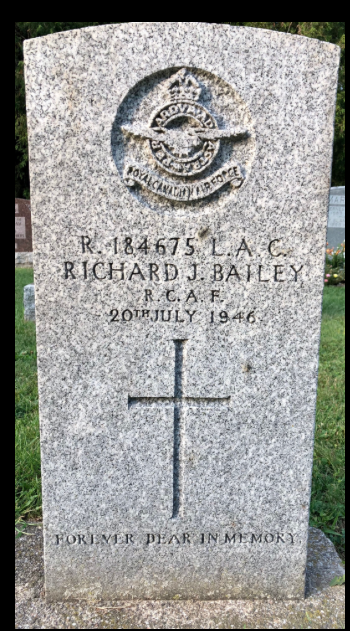 ROYAL CANADIAN AIR FORCE
R. 184675 L.A.C.
RICHARD J. BAILEY
R.C.A.F.
20TH JULY 1946
FOREVER DEAR IN MEMORY